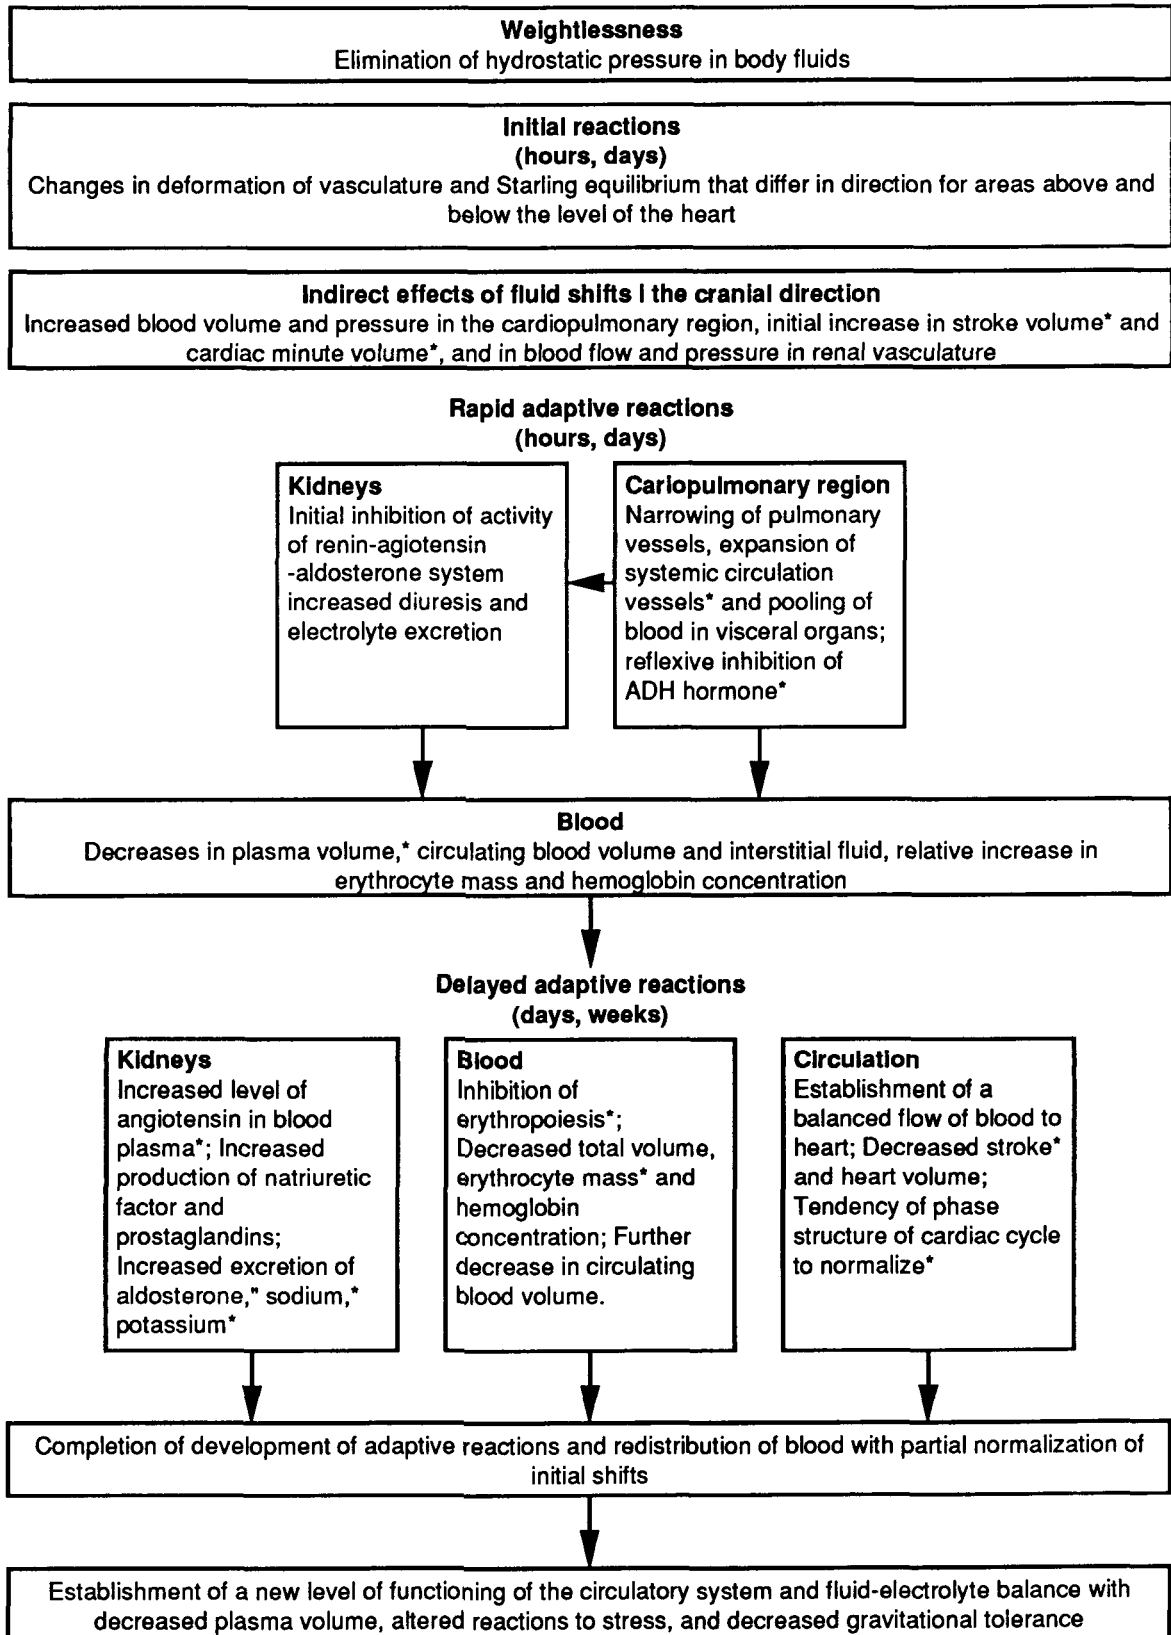 Weightlessness
Elimination of hydrostatic pressure in body fluids
Initial reactions
(hours, days)
Changes in deformation of vasculature and Starling equilibrium that differ in direction for areas above and
below the level of the heart
Indirect effects of fluid shifts I the cranial direction
Increased blood volume and pressure in the cardiopulmonary region, initial increase in stroke volume* and
cardiac minute volume*, and in blood flow and pressure in renal vasculature
Rapid adaptive reactions
(hours, days)
Kidneys
Initial inhibition of activity
of renin-agiotensin
-aldosterone system
increased diuresis and
electrolyte excretion
Cariopulmonary region
Narrowing of pulmonary
vessels, expansion of
systemic circulation
vessels* and pooling of
blood in visceral organs;
reflexive inhibition of
ADH hormone*
Blood
Decreases in plasma volume,* circulating blood volume and interstitial fluid, relative increase in
erythrocyte mass and hemoglobin concentration
Delayed adaptive reactions
(days, weeks)
Kidneys
Increased level of
angiotensin in blood
plasma*; Increased
production of natriuretic
factor and
prostaglandins;
Increased excretion of
aldosterone," sodium,*
potassium*
Blood
Inhibition of
erythropoiesis*;
Decreased total volume,
erythrocyte mass* and
hemoglobin
concentration; Further
decrease in circulating
blood volume.
Circulation
Establishment of a
balanced flow of blood to
heart; Decreased stroke*
and heart volume;
Tendency of phase
structure of cardiac cycle
to normalize*
Completion of development of adaptive reactions and redistribution of blood with partial normalization of
initial shifts
Establishment of a new level of functioning of the circulatory system and fluid-electrolyte balance with
decreased plasma volume, altered reactions to stress, and decreased gravitational tolerance